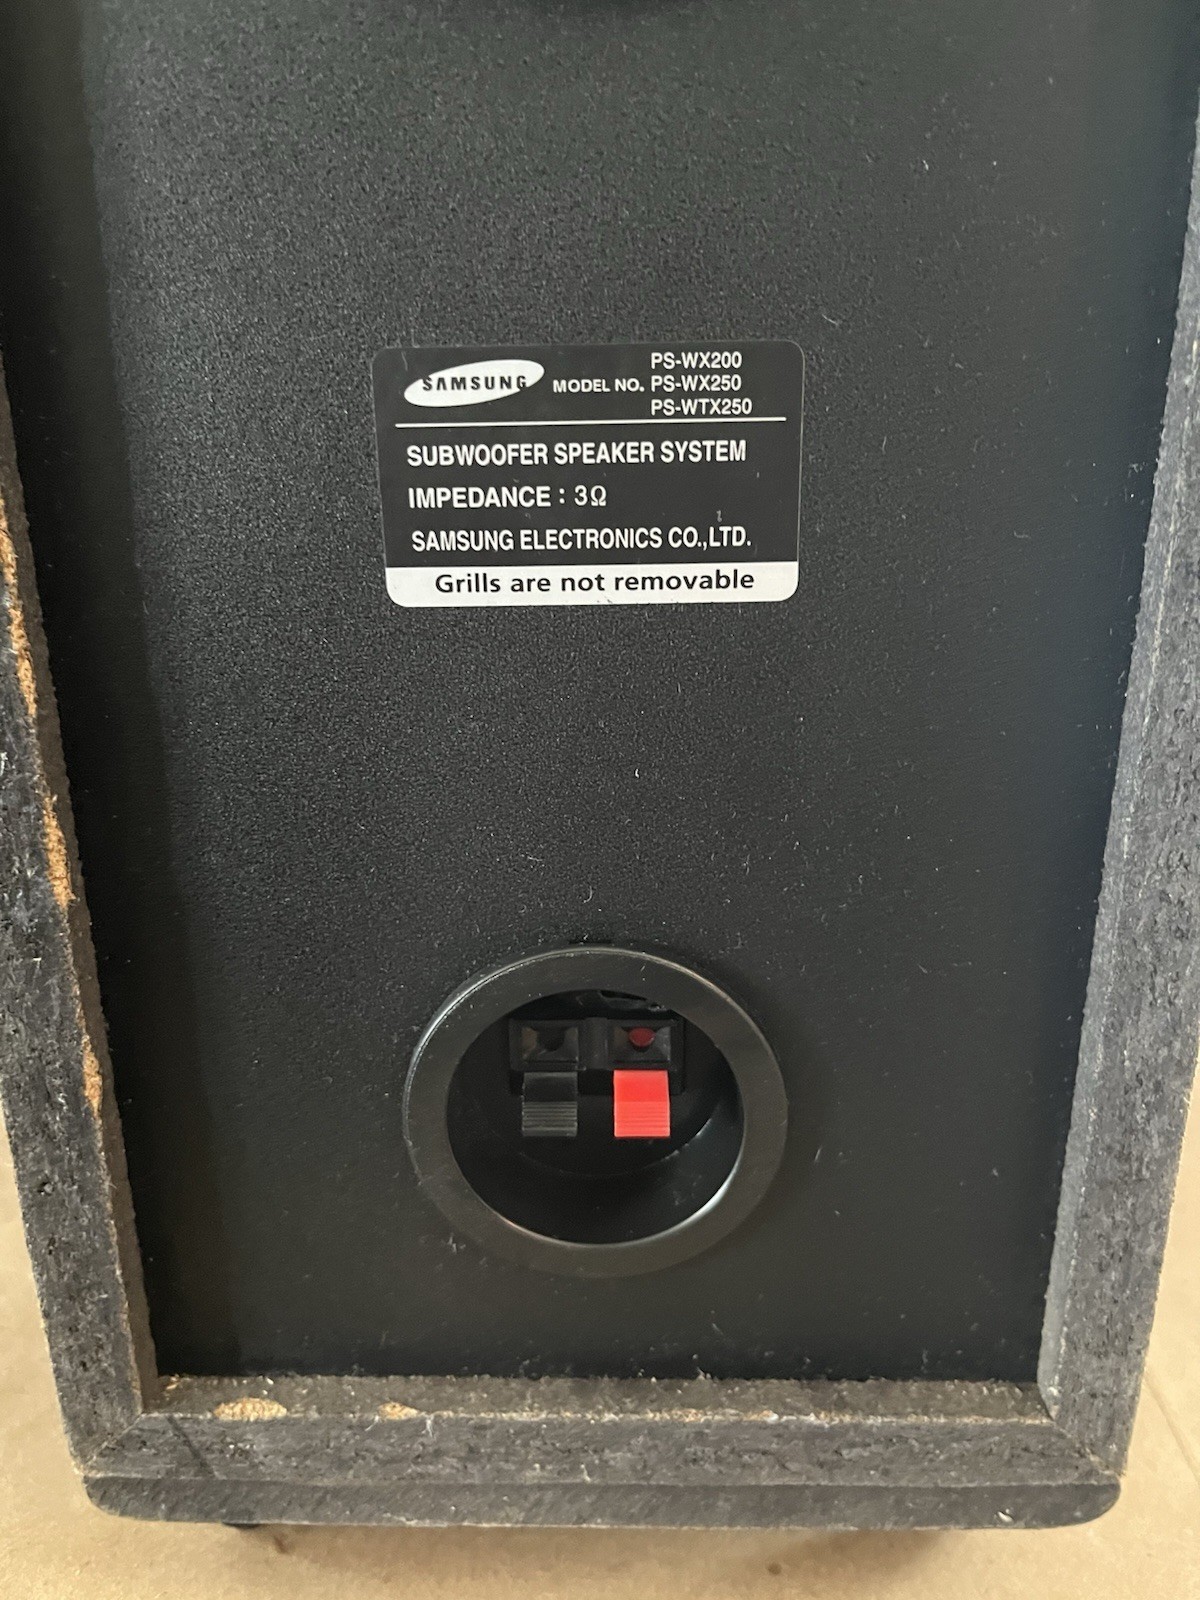 SAMSUNG MODEL NO. PS-WX200
PS-WX250
PS-WTX250
SUBWOOFER SPEAKER SYSTEM
IMPEDANCE : 3Ω
SAMSUNG ELECTRONICS CO.,LTD.
Grills are not removable